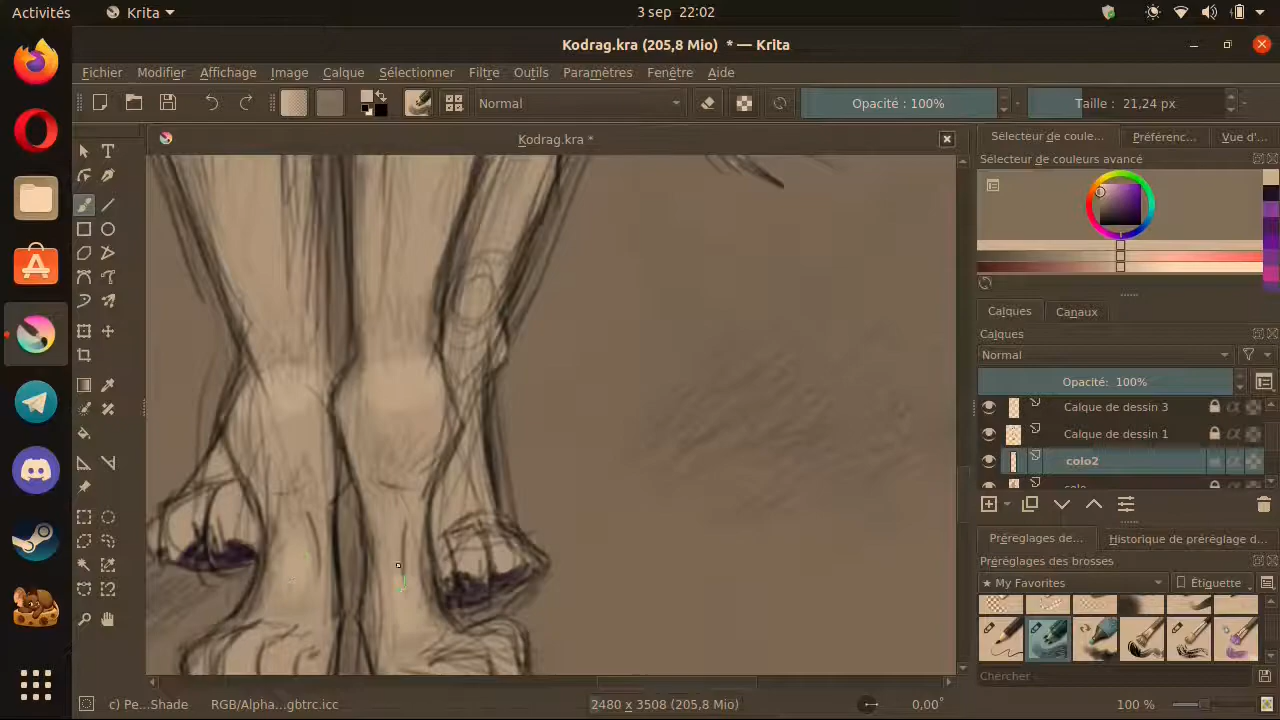 Activités
Krita
3 sep 22:02
Kodrag.kra (205,8 Mio) * — Krita
Fichier Modifier Affichage Image Calque Sélectionner Filtre Outils Paramètres Fenêtre Aide
Normal
Opacité : 100%
Taille : 21,24 px
Kodrag.kra *
Sélecteur de coule... Préférenc... Vue d'...
Sélecteur de couleurs avancé
Calques Canaux
Calques
Normal
Opacité: 100%
Calque de dessin 3
Calque de dessin 1
colo2
Préréglages de... Historique de préréglage d...
Préréglages des brosses
★ My Favorites
Étiquette
Chercher
c) Pe...Shade
RGB/Alpha...gbtrc.icc
2480 x 3508 (205,8 Mio)
0,00°
100 %